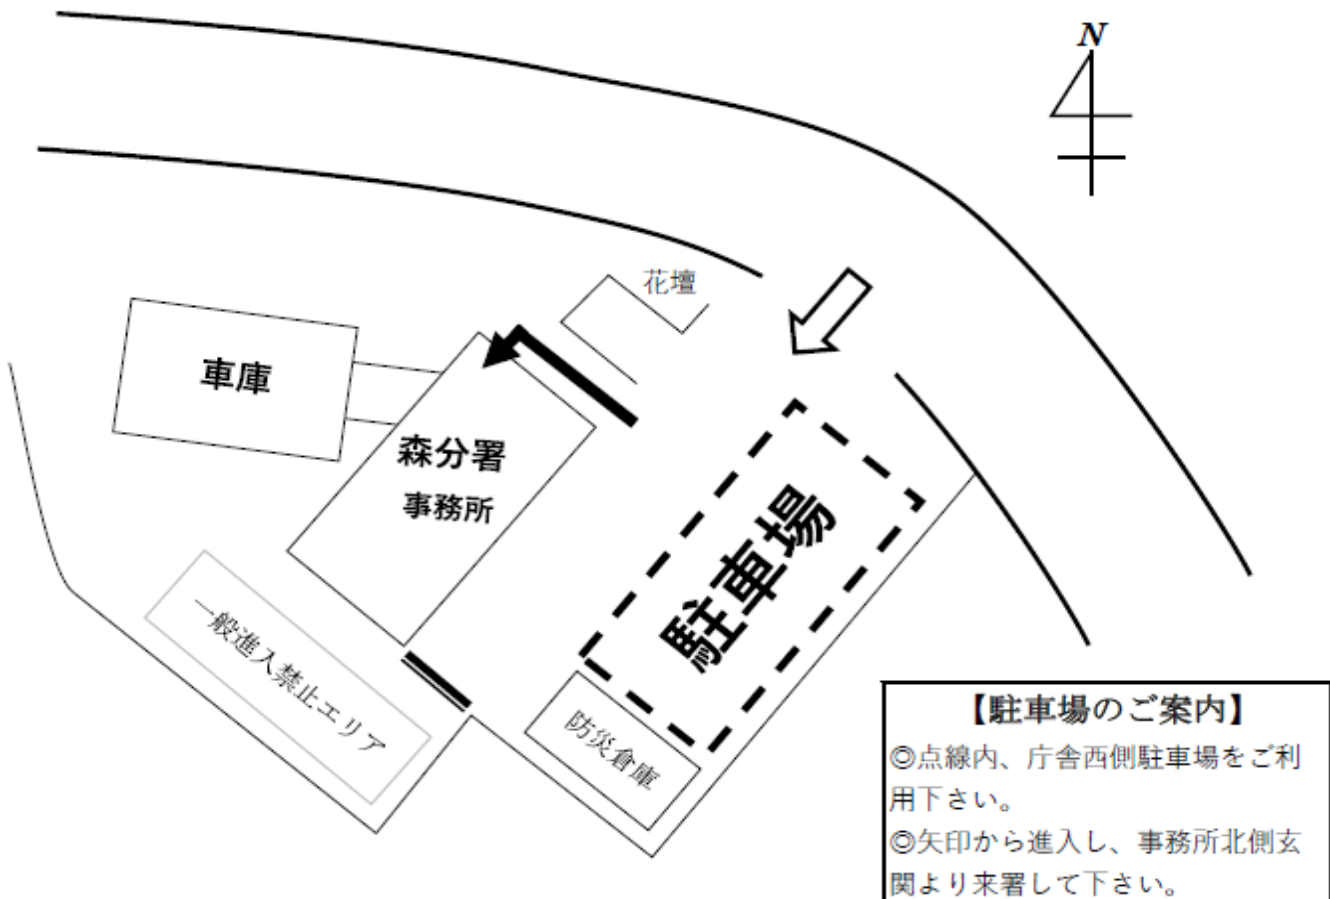 N
花壇
車庫
森分署
事務所
駐車場
一般進入禁止エリア
防災倉庫
【駐車場のご案内】
◎点線内、庁舎西側駐車場をご利
用下さい。
◎矢印から進入し、事務所北側玄
関より来署して下さい。